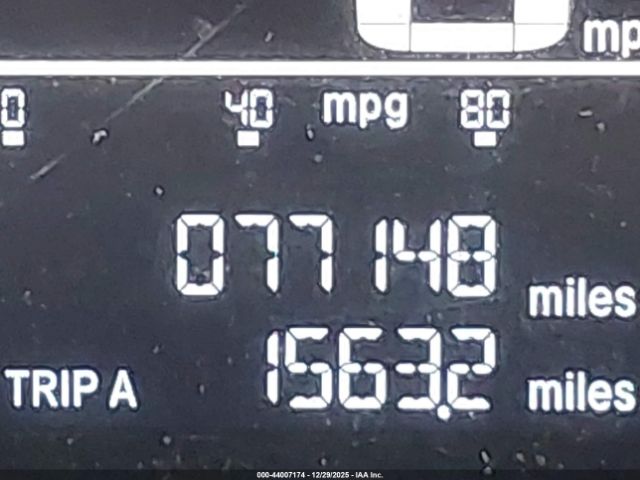 mp
0 40 mpg 80
077148 miles
TRIP A 1563.2 miles
000-44007174 - 12/29/2025 - IAA Inc.